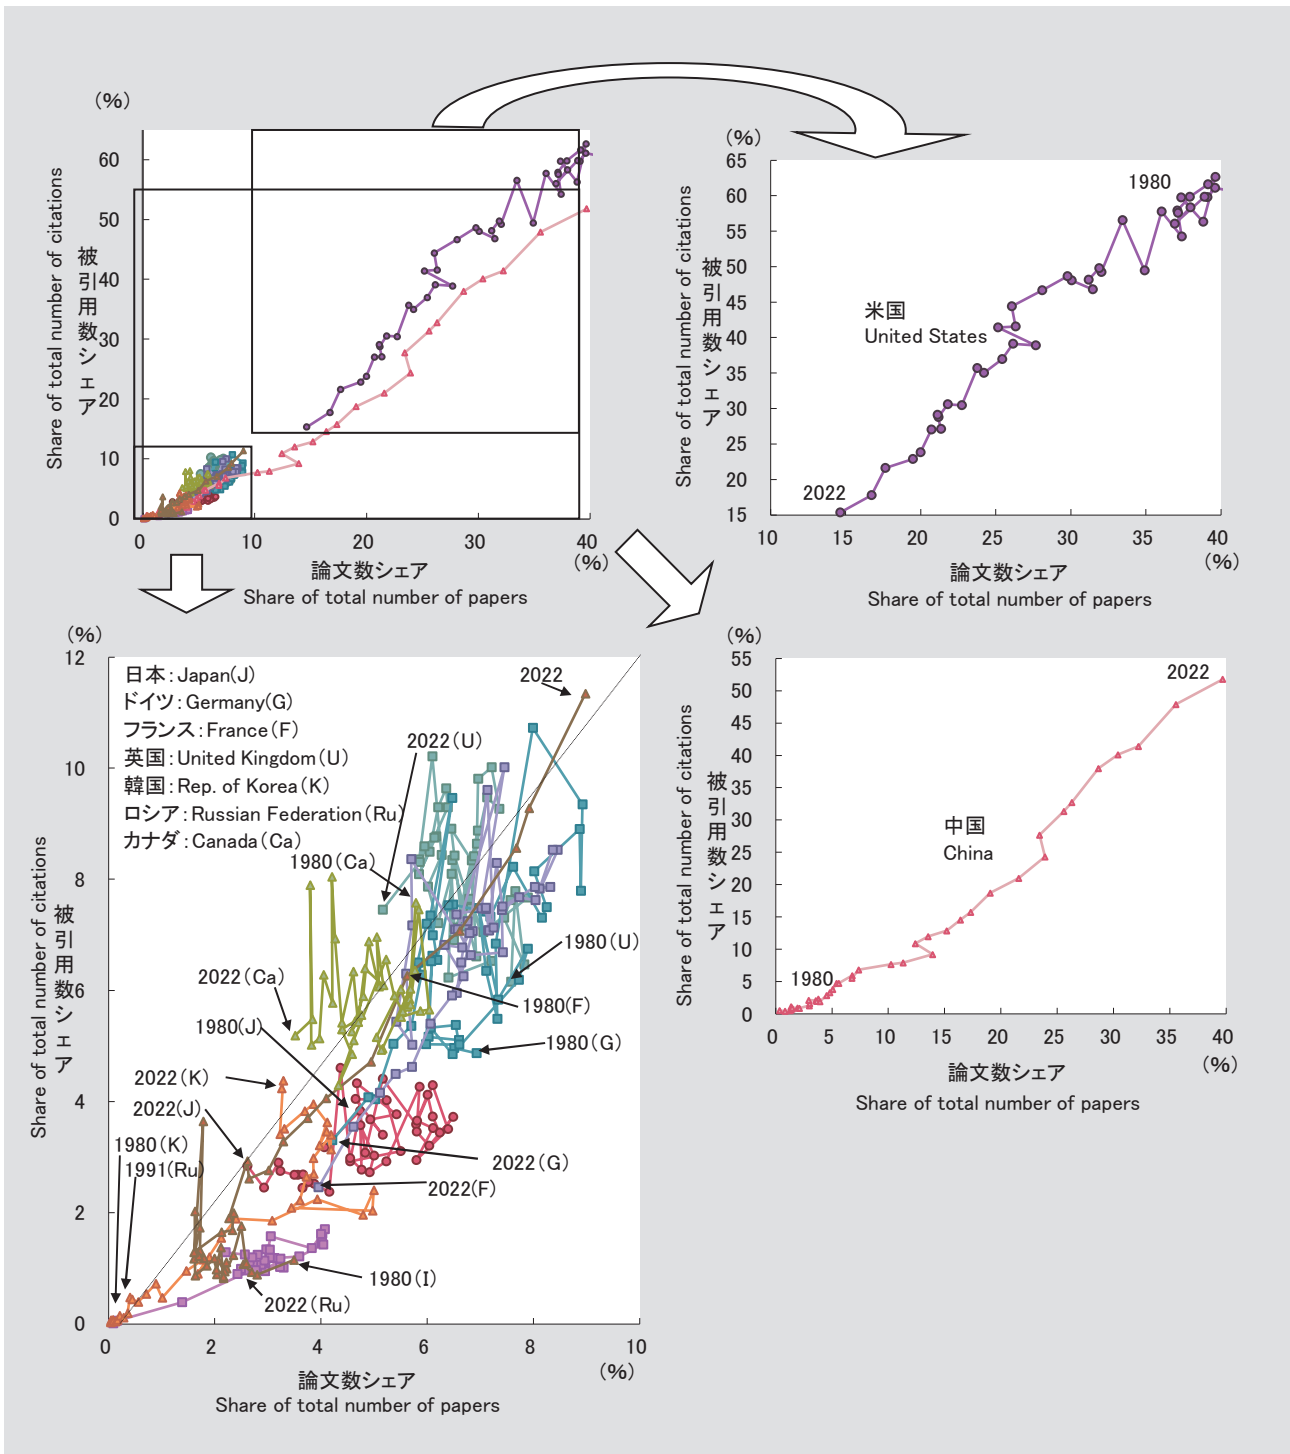 (%)
60
50
40
30
20
10
0
被引用数シェア
Share of total number of citations
0
10
20
30
40
(%)
論文数シェア
Share of total number of papers
(%)
65
60
55
50
45
40
35
30
25
20
15
被引用数シェア
Share of total number of citations
1980
米国
United States
2022
10
15
20
25
30
35
40
(%)
論文数シェア
Share of total number of papers
(%)
12
10
8
6
4
2
0
被引用数シェア
Share of total number of citations
日本:Japan(J)
ドイツ:Germany(G)
フランス:France(F)
英国:United Kingdom(U)
韓国:Rep. of Korea(K)
ロシア:Russian Federation(Ru)
カナダ:Canada(Ca)
2022
2022(U)
1980(Ca)
1980(U)
2022(Ca)
1980(F)
1980(J)
1980(G)
2022(K)
2022(J)
1980(K)
1991(Ru)
2022(G)
2022(F)
1980(I)
2022(Ru)
0
2
4
6
8
10
(%)
論文数シェア
Share of total number of papers
(%)
55
50
45
40
35
30
25
20
15
10
5
0
被引用数シェア
Share of total number of citations
2022
中国
China
1980
0
5
10
15
20
25
30
35
40
(%)
論文数シェア
Share of total number of papers